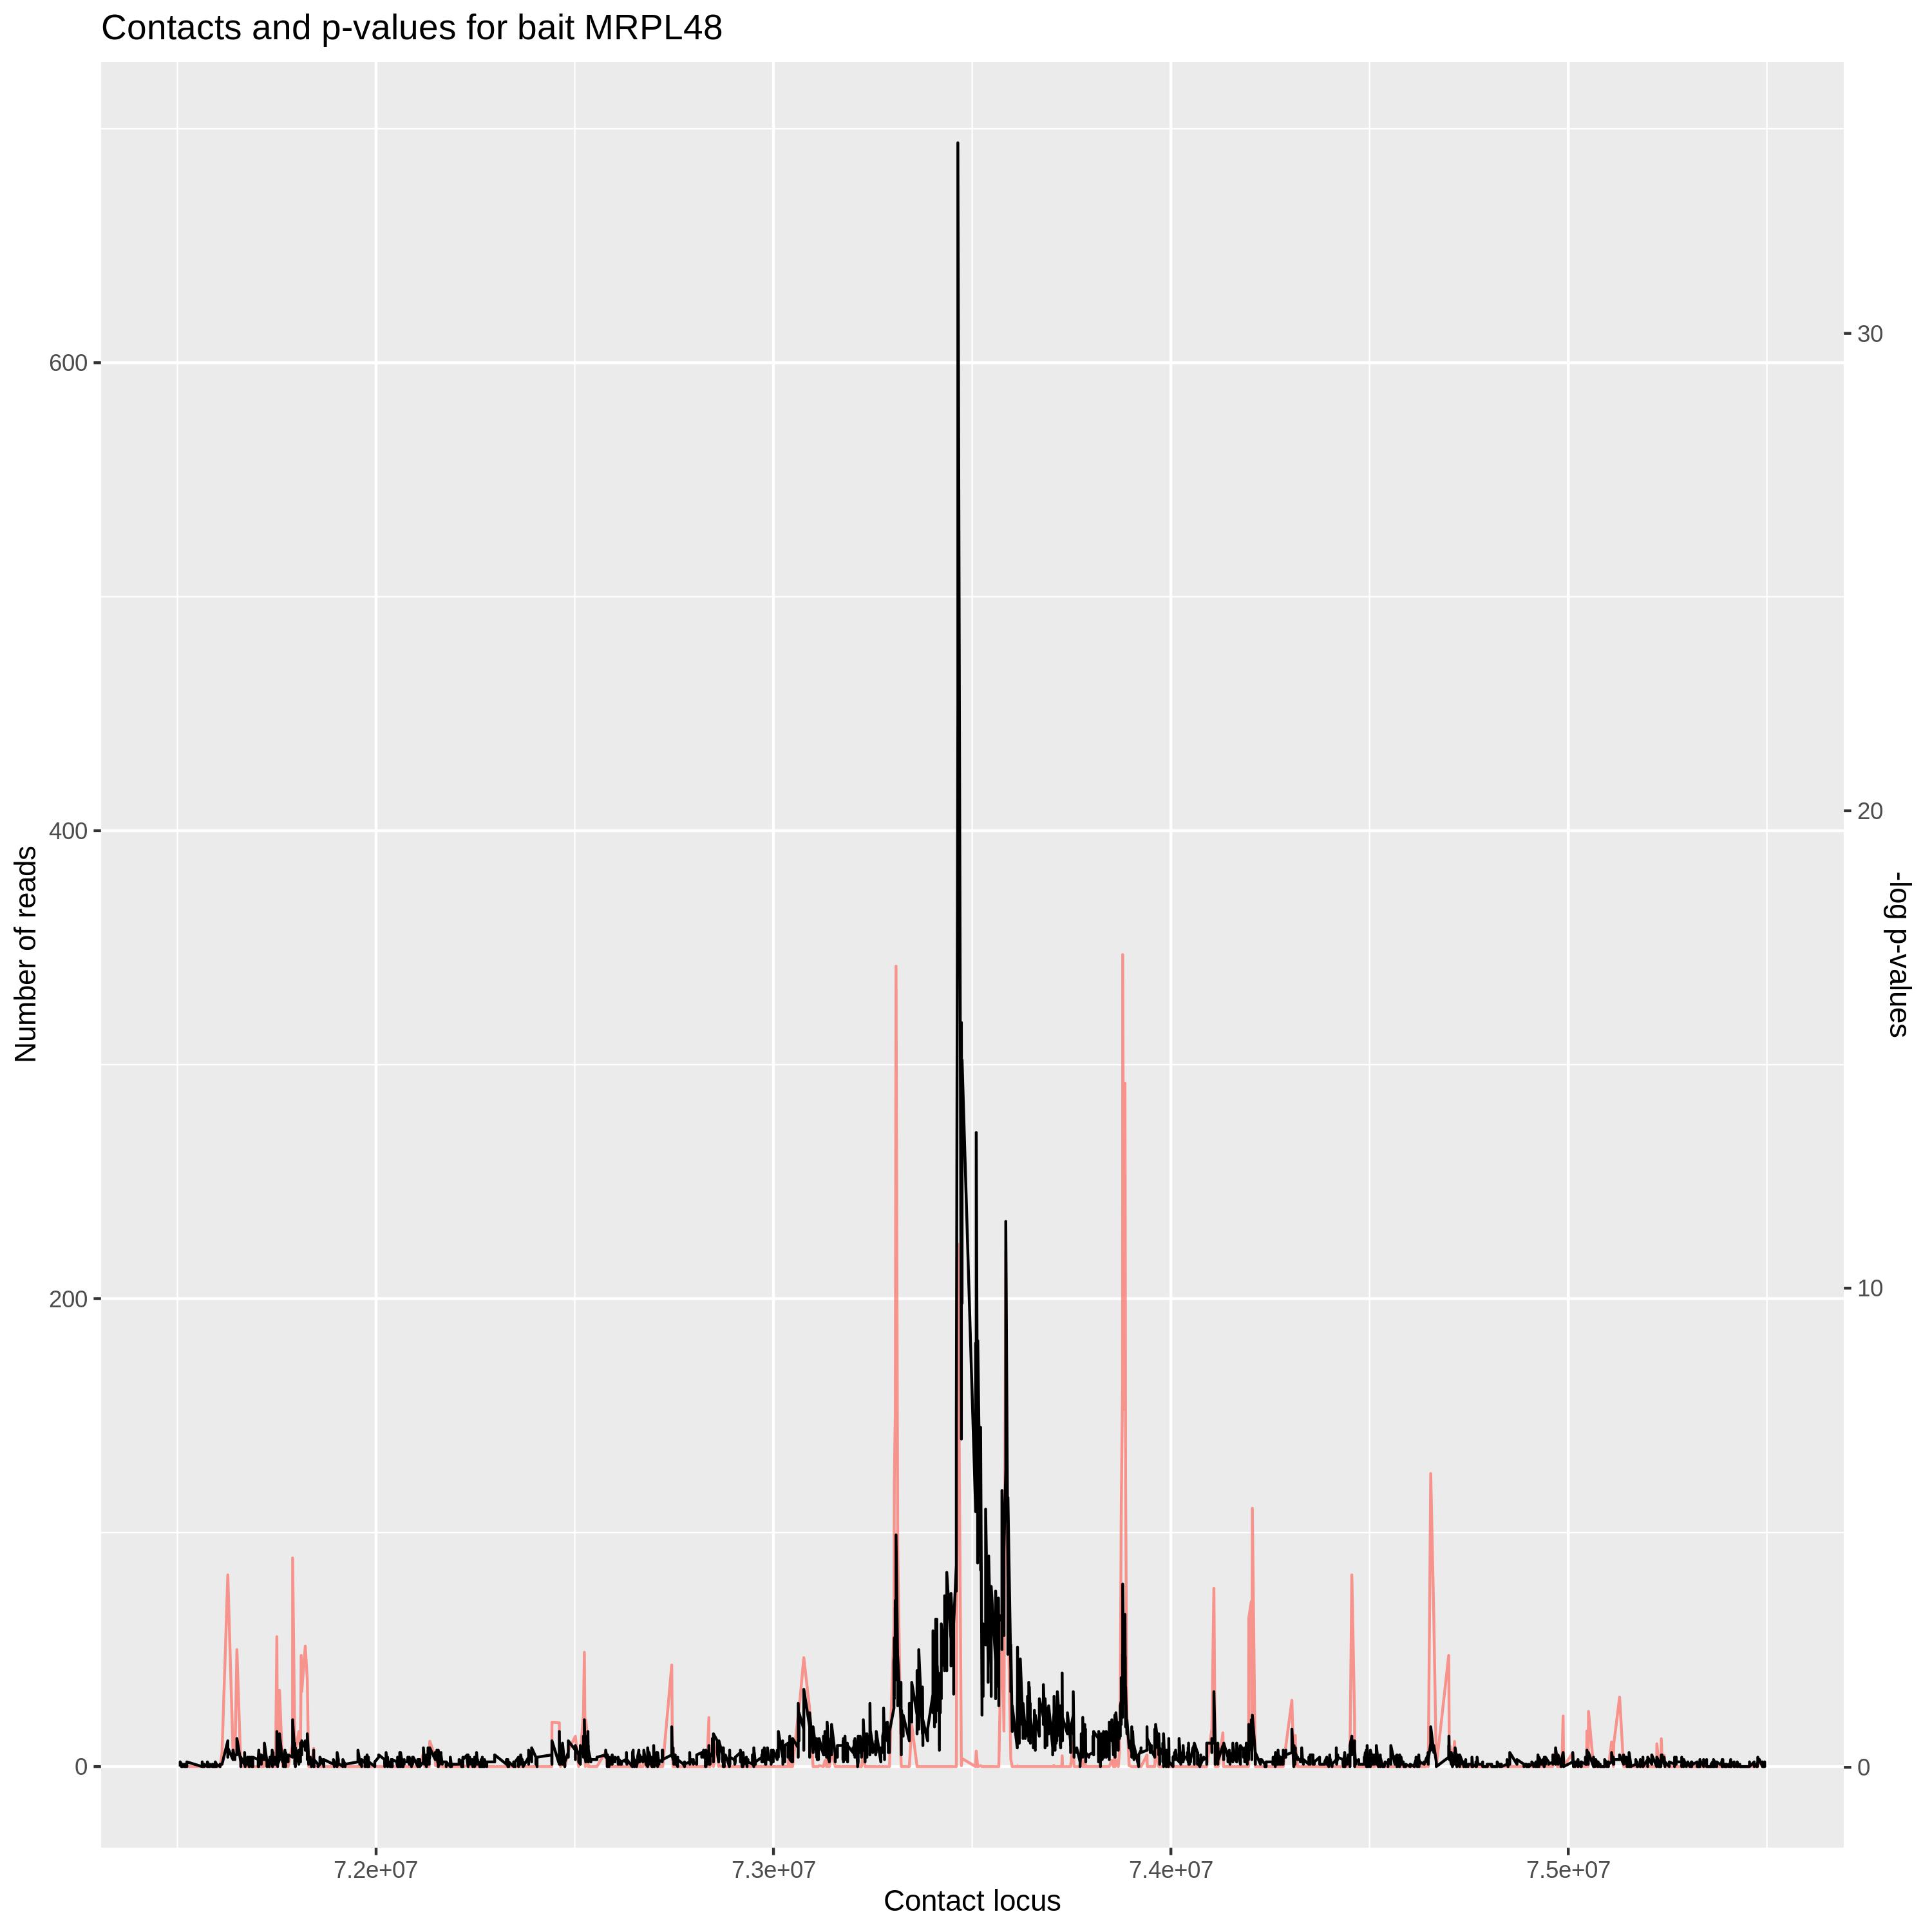 Contacts and p-values for bait MRPL48
Number of reads
600
400
200
0
30
20
10
0
-log p-values
7.2e+07
7.3e+07
7.4e+07
7.5e+07
Contact locus